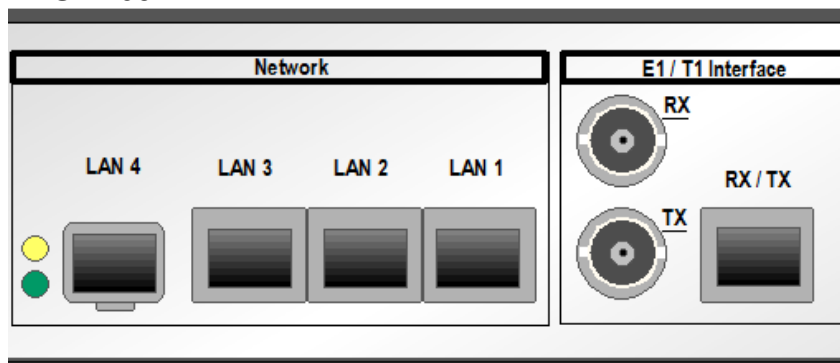 Network
E1 / T1 Interface
RX
LAN 4
LAN 3
LAN 2
LAN 1
RX / TX
TX